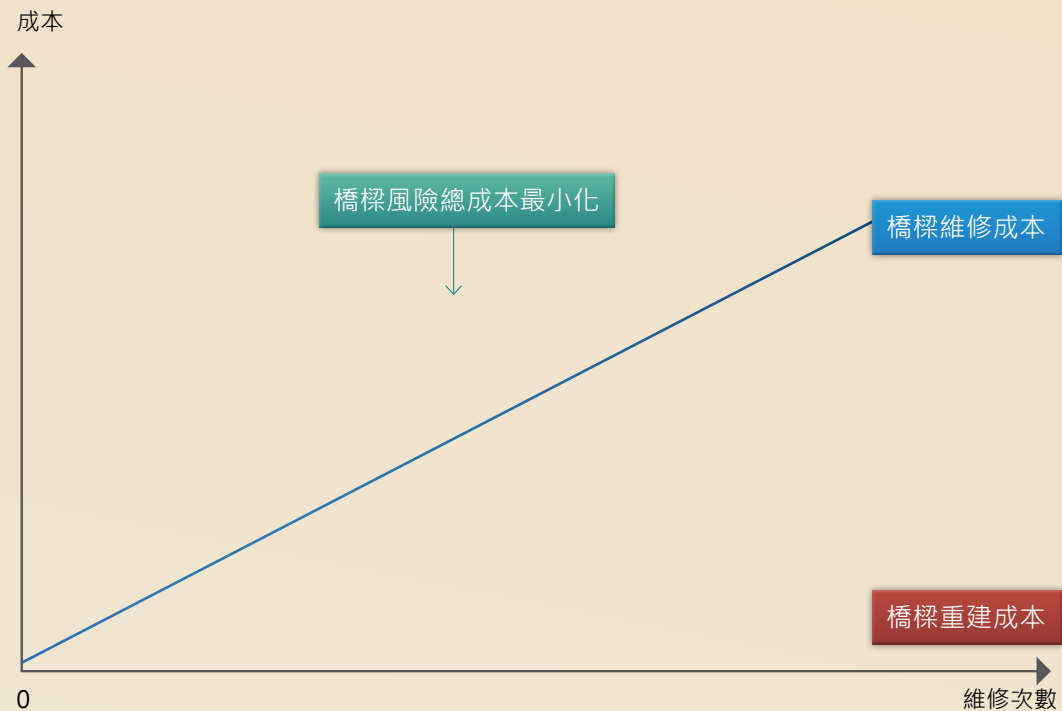 成本
橋樑風險總成本最小化
橋樑維修成本
橋樑重建成本
0
維修次數